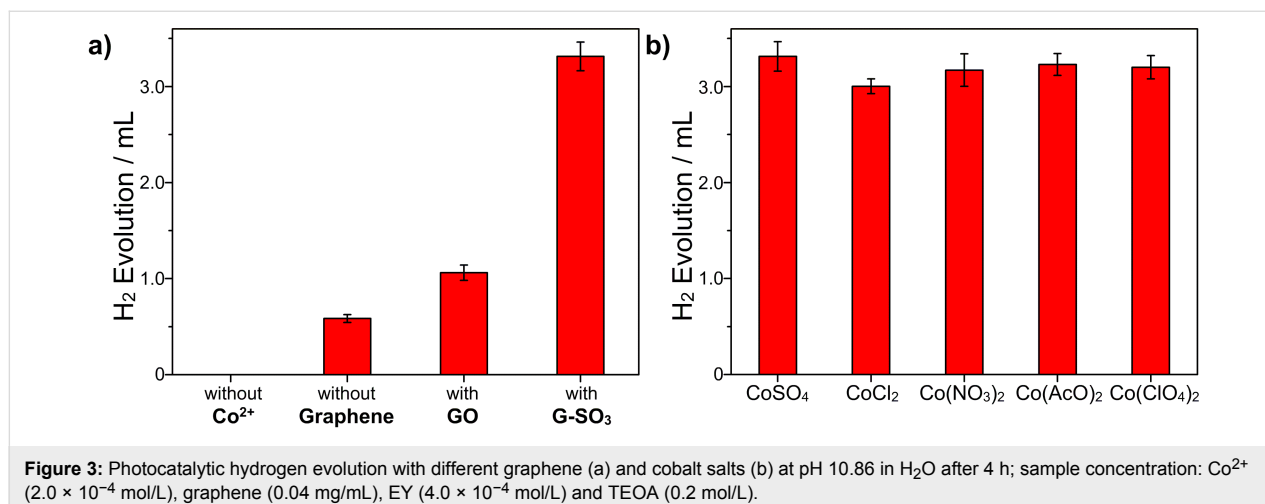 a)
H₂ Evolution / mL
3.0
2.0
1.0
0
without Co²⁺
without Graphene
with GO
with G-SO₃
b)
H₂ Evolution / mL
3.0
2.0
1.0
0
CoSO₄
CoCl₂
Co(NO₃)₂
Co(AcO)₂
Co(ClO₄)₂
Figure 3: Photocatalytic hydrogen evolution with different graphene (a) and cobalt salts (b) at pH 10.86 in H₂O after 4 h; sample concentration: Co²⁺
(2.0 × 10⁻⁴ mol/L), graphene (0.04 mg/mL), EY (4.0 × 10⁻⁴ mol/L) and TEOA (0.2 mol/L).